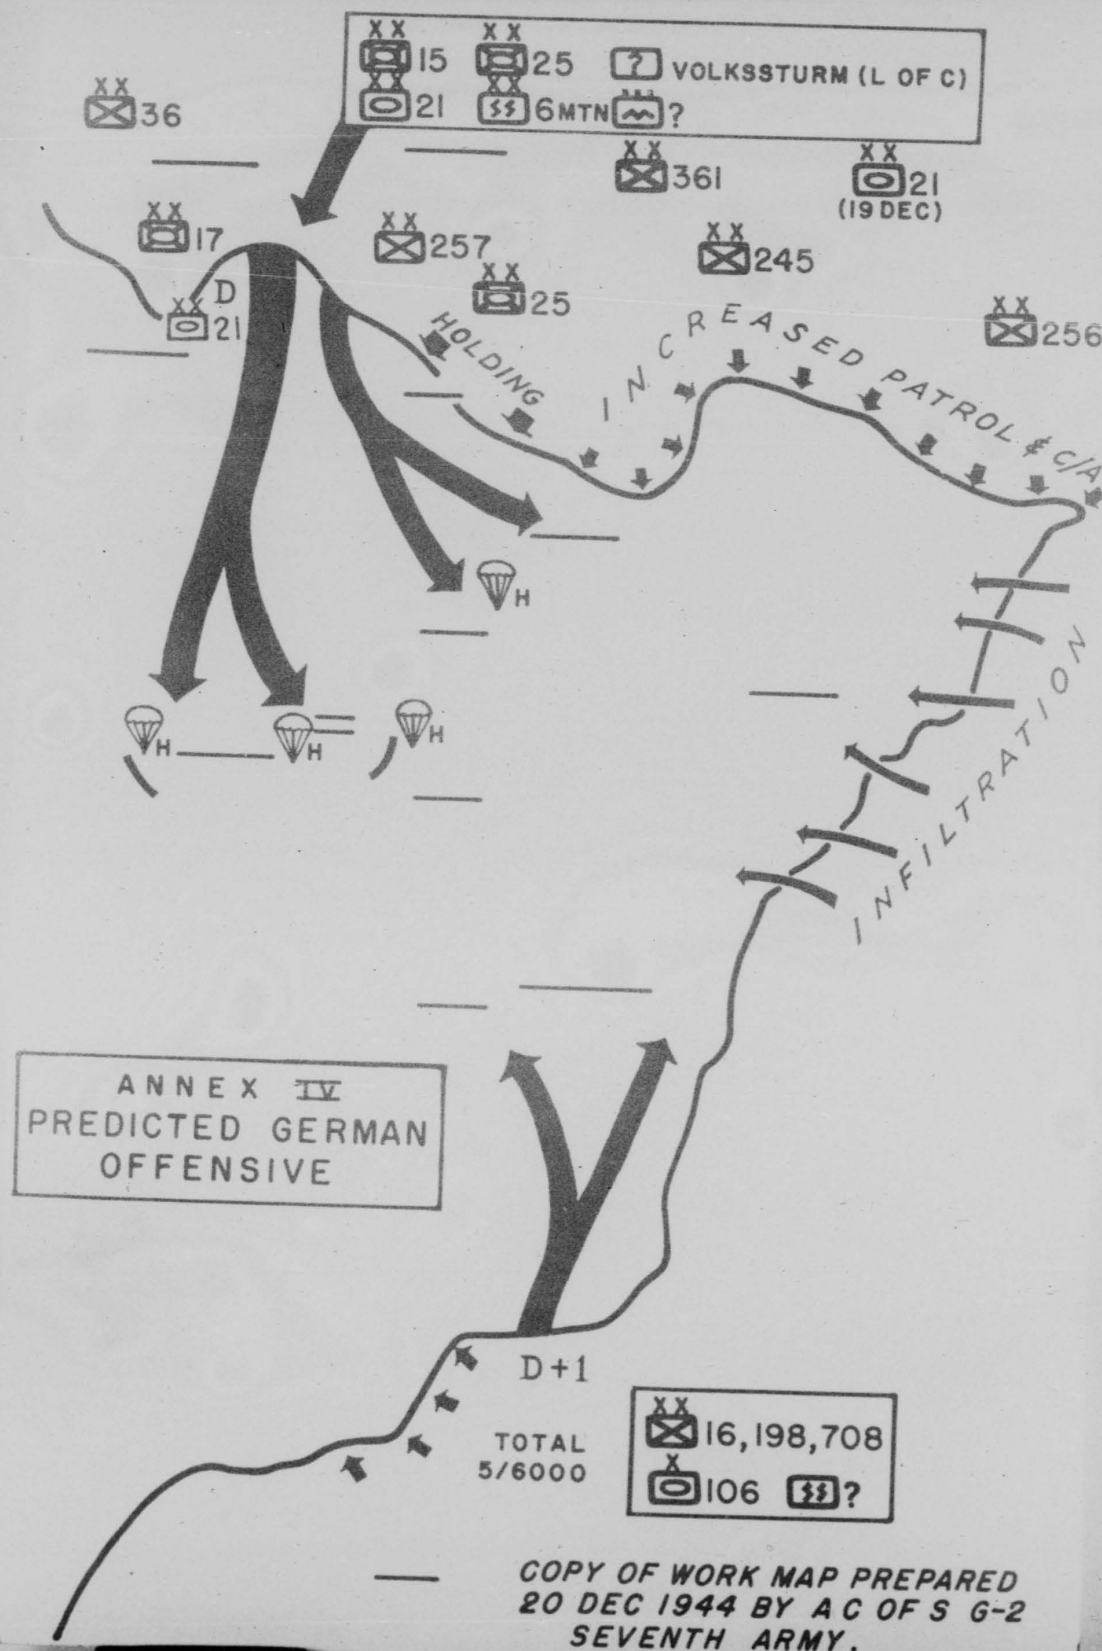 XX 15 XX 25 ? VOLKSSTURM (L OF C)
XX 21 XX 6 MTN ?
XX 36
XX 361
XX 21
(19 DEC)
XX 17
XX 257
XX 245
XX 25
XX 256
D
XX 21
HOLDING
INCREASED PATROL & C/A
H
H
H
H
INFILTRATION
ANNEX IV
PREDICTED GERMAN
OFFENSIVE
D+1
TOTAL
5/6000
XX 16,198,708
X 106 ?
COPY OF WORK MAP PREPARED
20 DEC 1944 BY A C OF S G-2
SEVENTH ARMY.